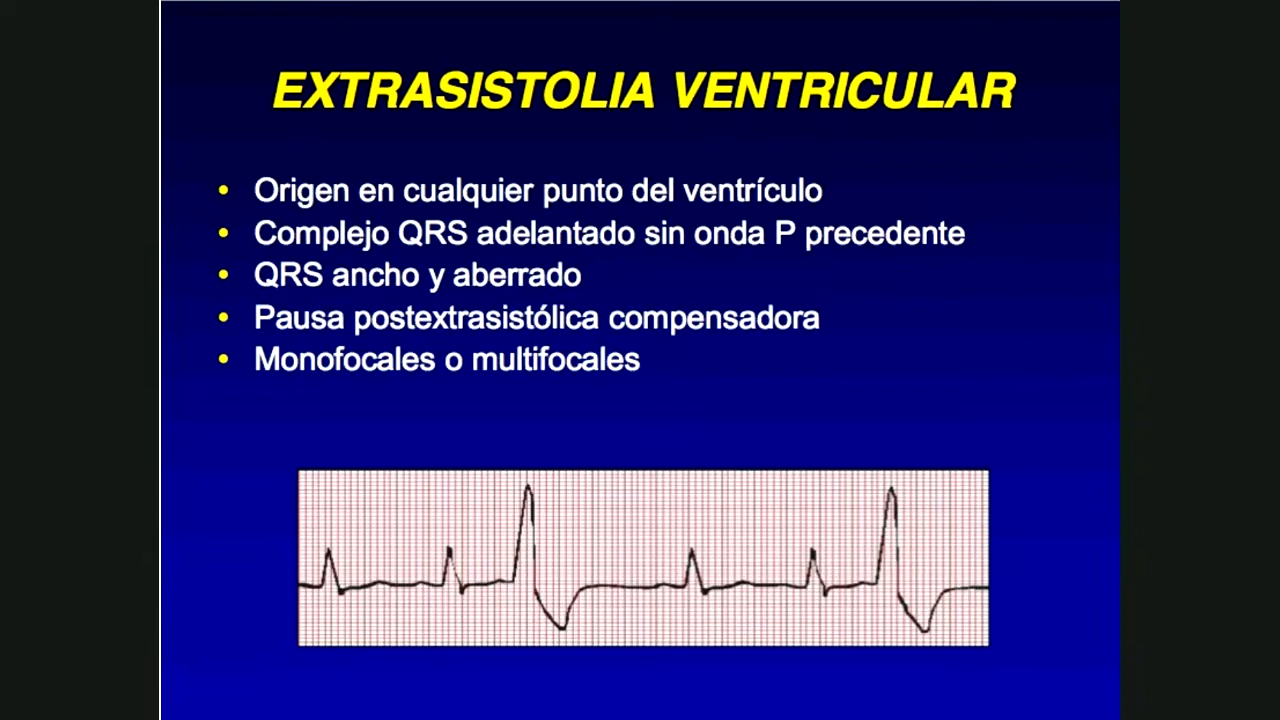 EXTRASISTOLIA VENTRICULAR
• Origen en cualquier punto del ventrículo
• Complejo QRS adelantado sin onda P precedente
• QRS ancho y aberrado
• Pausa postextrasistólica compensadora
• Monofocales o multifocales